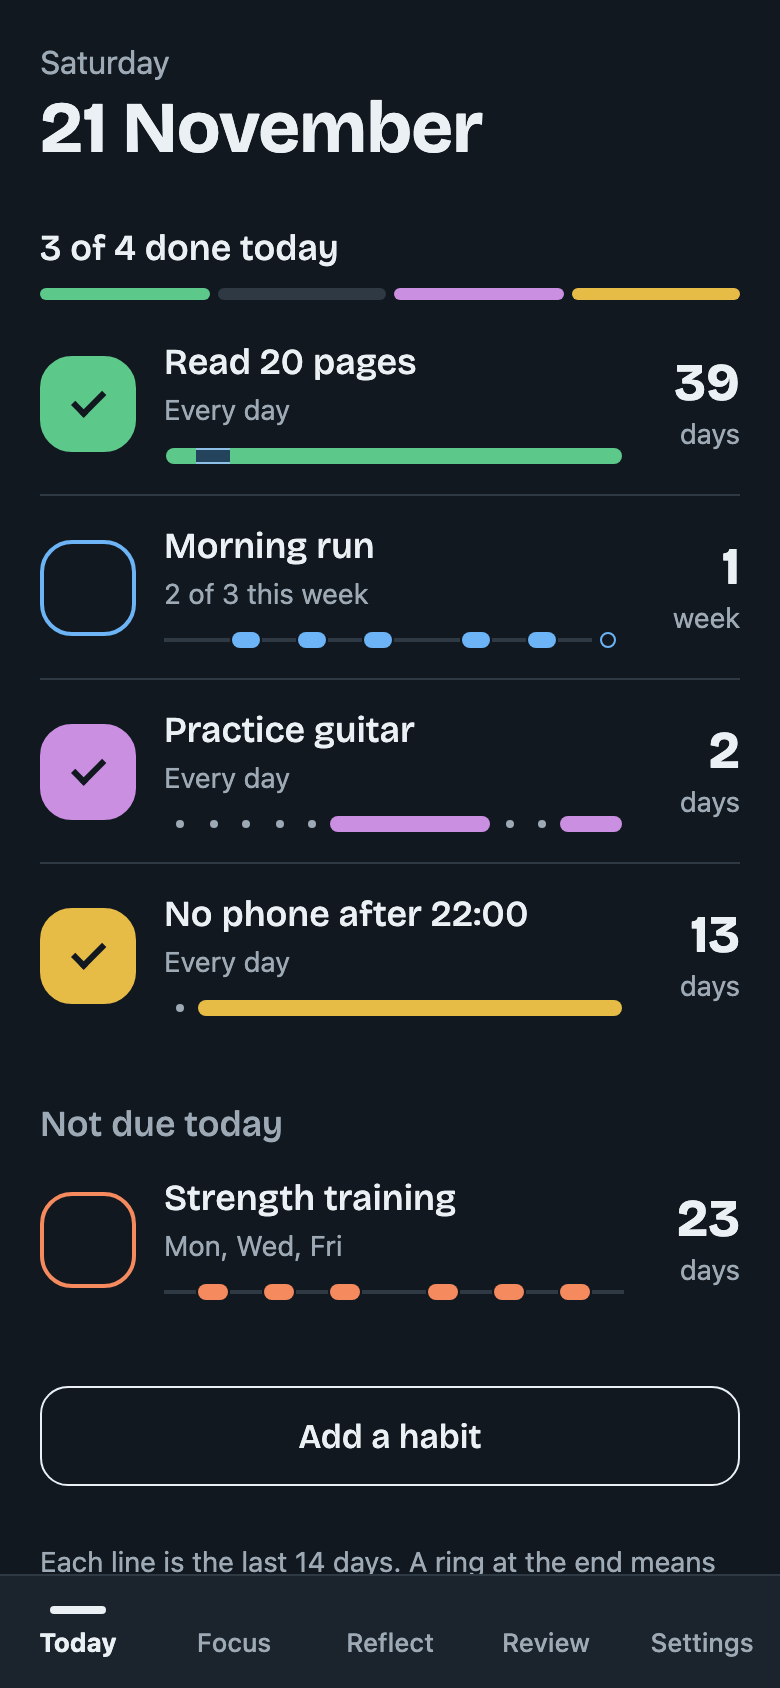 Saturday
21 November
3 of 4 done today
Read 20 pages
Every day
39
days
Morning run
2 of 3 this week
1
week
Practice guitar
Every day
2
days
No phone after 22:00
Every day
13
days
Not due today
Strength training
Mon, Wed, Fri
23
days
Add a habit
Each line is the last 14 days. A ring at the end means
Today
Focus
Reflect
Review
Settings